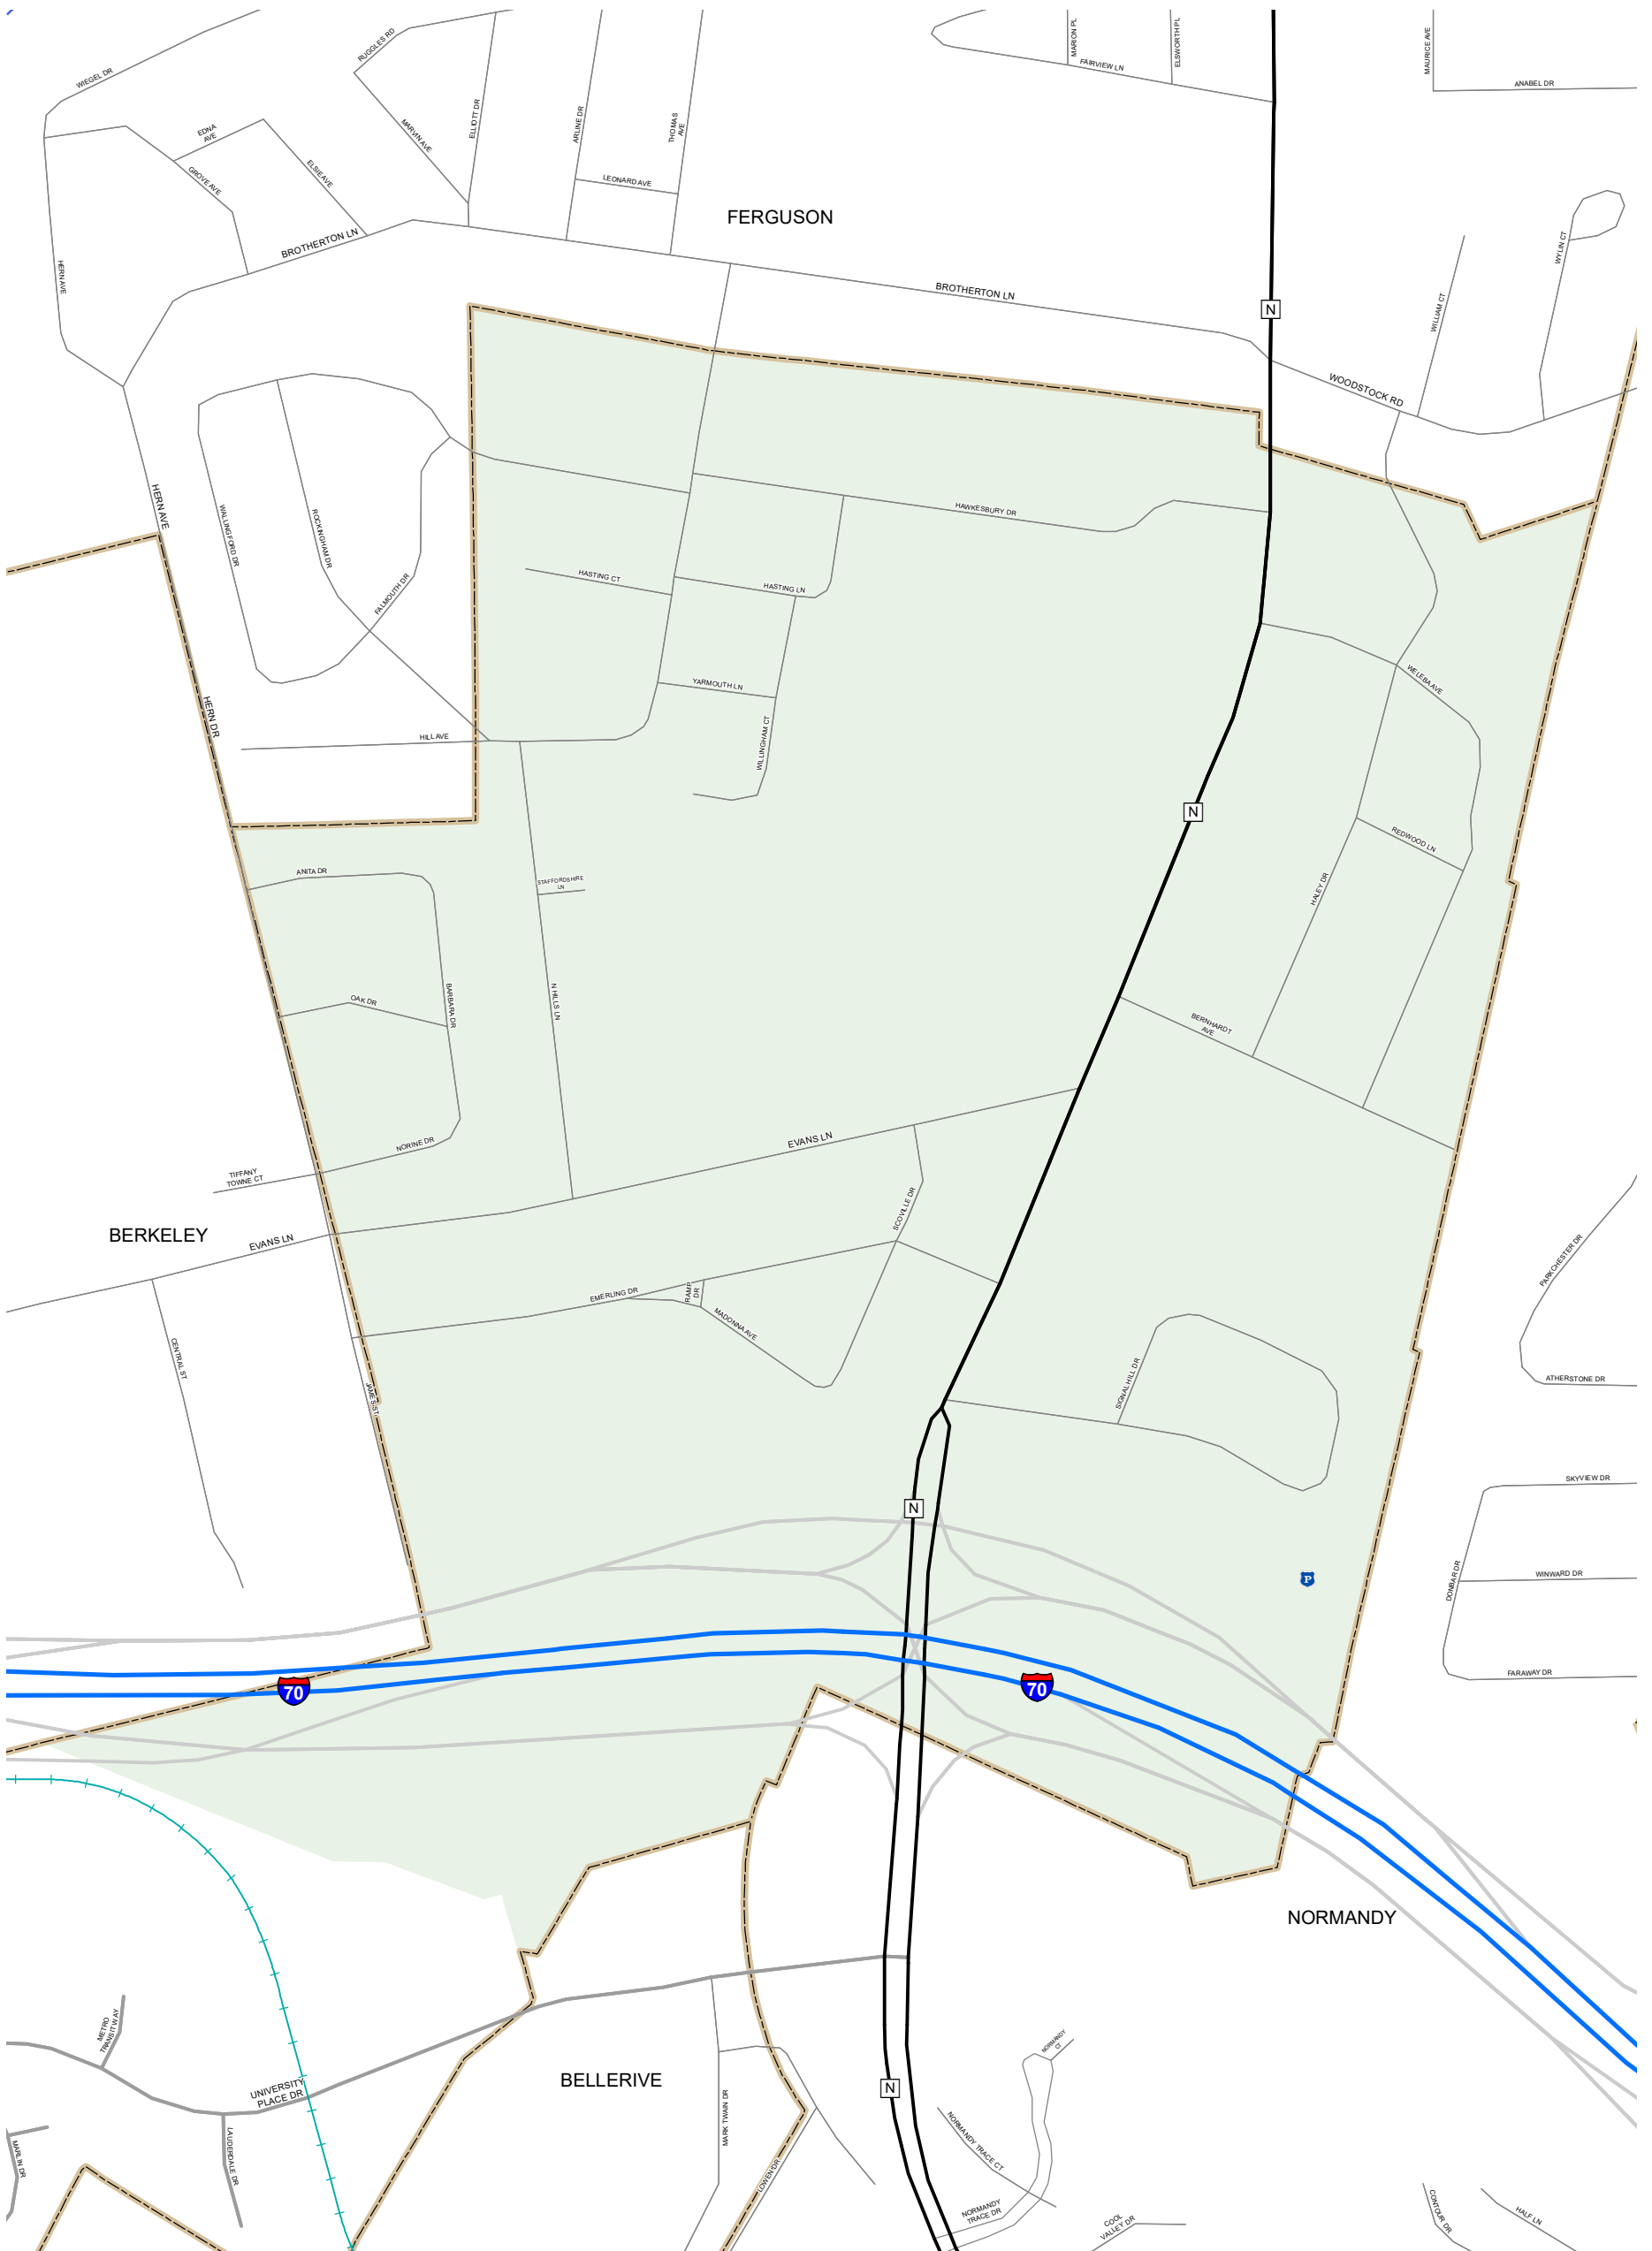 MARION PL
ELSWORTH PL
MAURICE AVE
RUGGLES RD
WIEGEL DR
FAIRVIEW LN
ANABEL DR
EDNA
AVE
MARVIN AVE
ELLIOTT DR
ARLINE DR
THOMAS
AVE
GROVE AVE
ELSIE AVE
LEONARD AVE
FERGUSON
BROTHERTON LN
HERN AVE
WYLIN CT
BROTHERTON LN
N
WILLIAM CT
WOODSTOCK RD
HERN AVE
WALLINGFORD DR
ROCKINGHAM DR
HAWKESBURY DR
FALMOUTH DR
HASTING CT
HASTING LN
YARMOUTH LN
WELEBA AVE
HERN DR
HILL AVE
WILLINGHAM CT
N
REDWOOD LN
ANITA DR
STAFFORDSHIRE
LN
HALEY DR
OAK DR
BARBARA DR
N HILLS LN
BERNHARDT
AVE
NORINE DR
EVANS LN
TIFFANY
TOWNE CT
SCOVILLE DR
BERKELEY
EVANS LN
PARKCHESTER DR
EMERLING DR
RAMP
DR
MADONNA AVE
CENTRAL ST
JAMES ST
SIGNAL HILL DR
ATHERSTONE DR
SKYVIEW DR
N
P
DONBAR DR
WINWARD DR
FARAWAY DR
70
70
NORMANDY
METRO
TRANSIT WAY
UNIVERSITY
PLACE DR
BELLERIVE
N
NORMANDY
CT
MARK TWAIN DR
NORMANDY TRACE CT
LAUDERDALE DR
MARLIN DR
LOWEN DR
NORMANDY
TRACE DR
COOL
VALLEY DR
CONTOUR DR
HALF LN